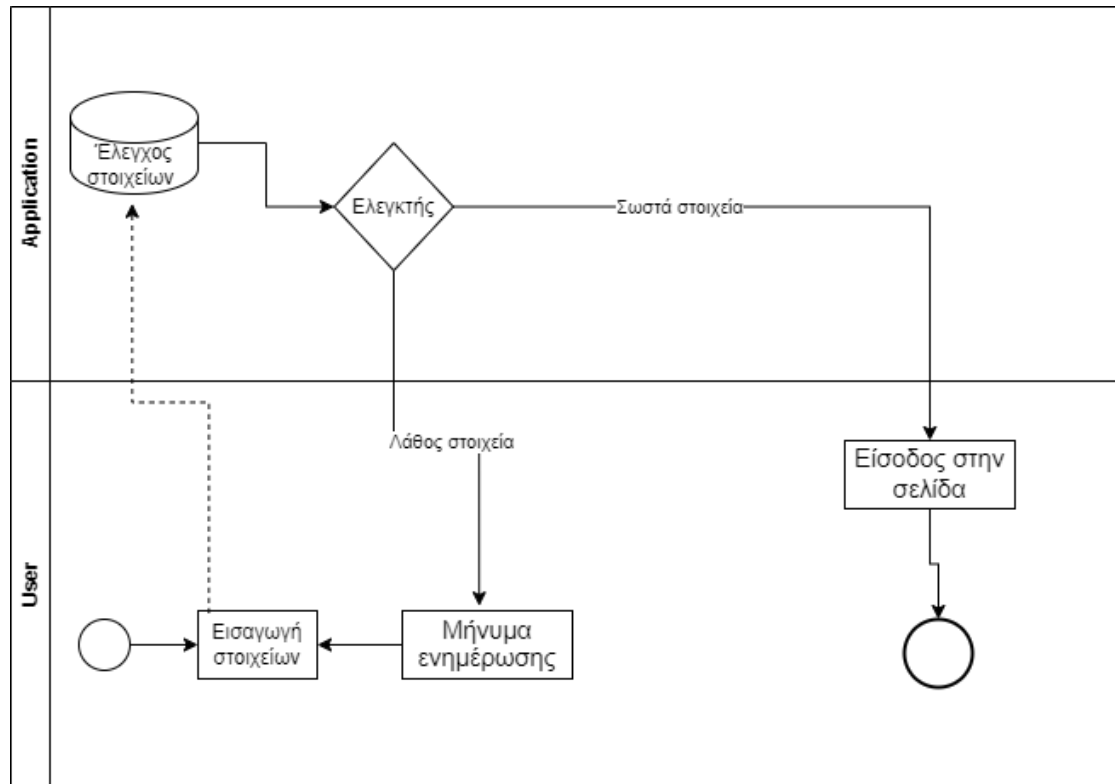 Application
Έλεγχος
στοιχείων
Ελεγκτής
Σωστά στοιχεία
User
Λάθος στοιχεία
Είσοδος στην
σελίδα
Εισαγωγή
στοιχείων
Μήνυμα
ενημέρωσης